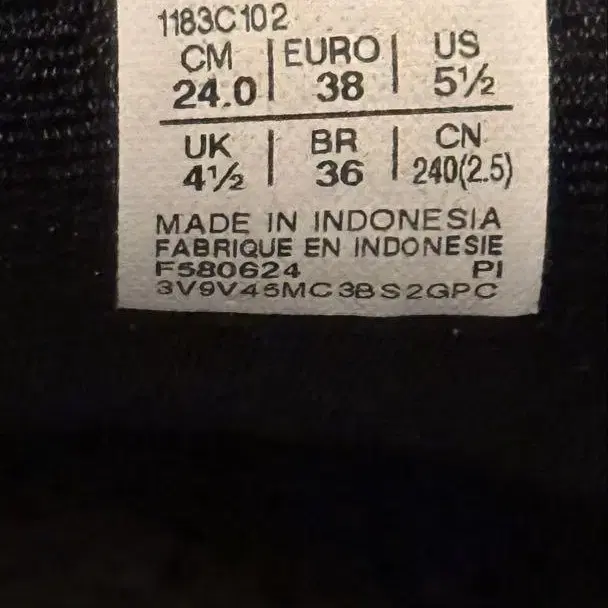 1183C102
CM | EURO | US
24.0 | 38 | 5½
UK | BR | CN
4½ | 36 | 240(2.5)
MADE IN INDONESIA
FABRIQUE EN INDONESIE
F580624 PI
3V9V45MC3BS2GPC